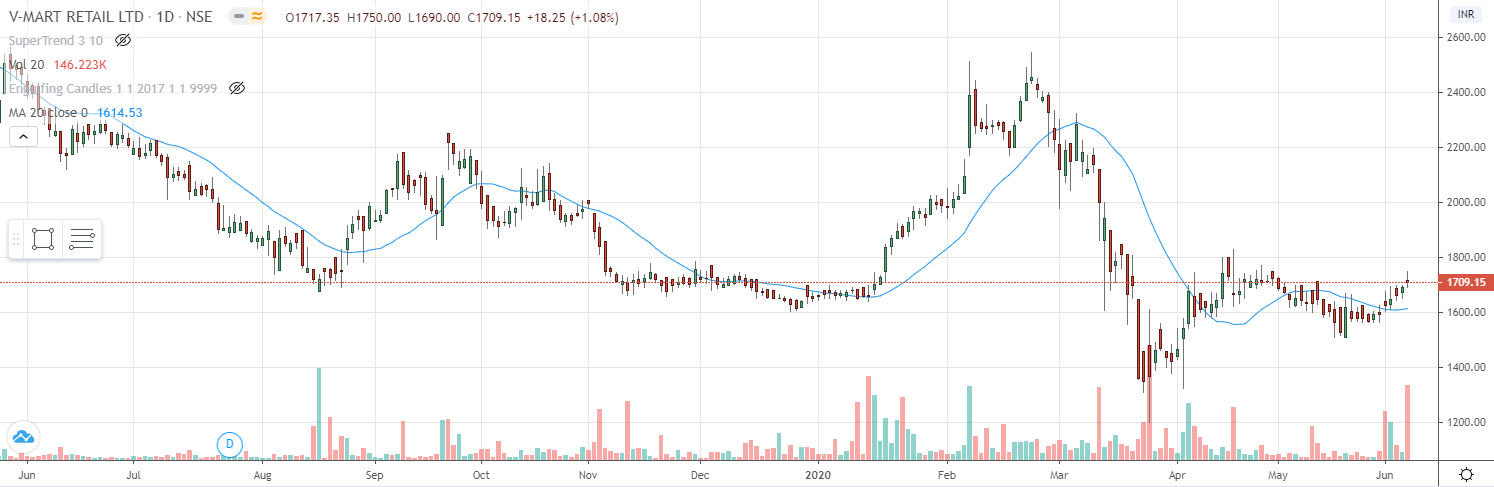 V-MART RETAIL LTD · 1D · NSE O1717.35 H1750.00 L1690.00 C1709.15 +18.25 (+1.08%) INR
SuperTrend 3 10
Vol 20 146.223K
Engulfing Candles 1 1 2017 1 1 9999
MA 20 close 0 1614.53
2600.00
2400.00
2200.00
2000.00
1800.00
1709.15
1600.00
1400.00
1200.00
D
Jun Jul Aug Sep Oct Nov Dec 2020 Feb Mar Apr May Jun